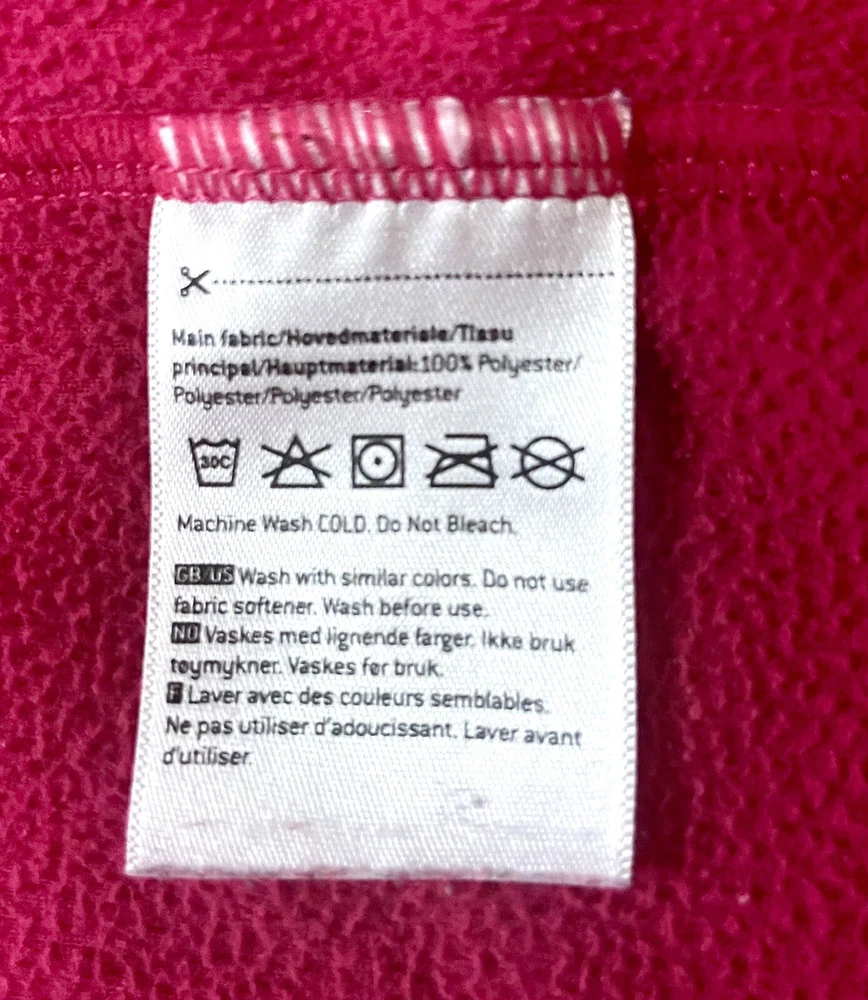 Main fabric/Hovedmateriale/Tissu
principal/Hauptmaterial:100% Polyester/
Polyester/Polyester/Polyester
30C
Machine Wash COLD. Do Not Bleach.
GB/US Wash with similar colors. Do not use
fabric softener. Wash before use.
NO Vaskes med lignende farger. Ikke bruk
tøymykner. Vaskes før bruk.
F Laver avec des couleurs semblables.
Ne pas utiliser d'adoucissant. Laver avant
d'utiliser.